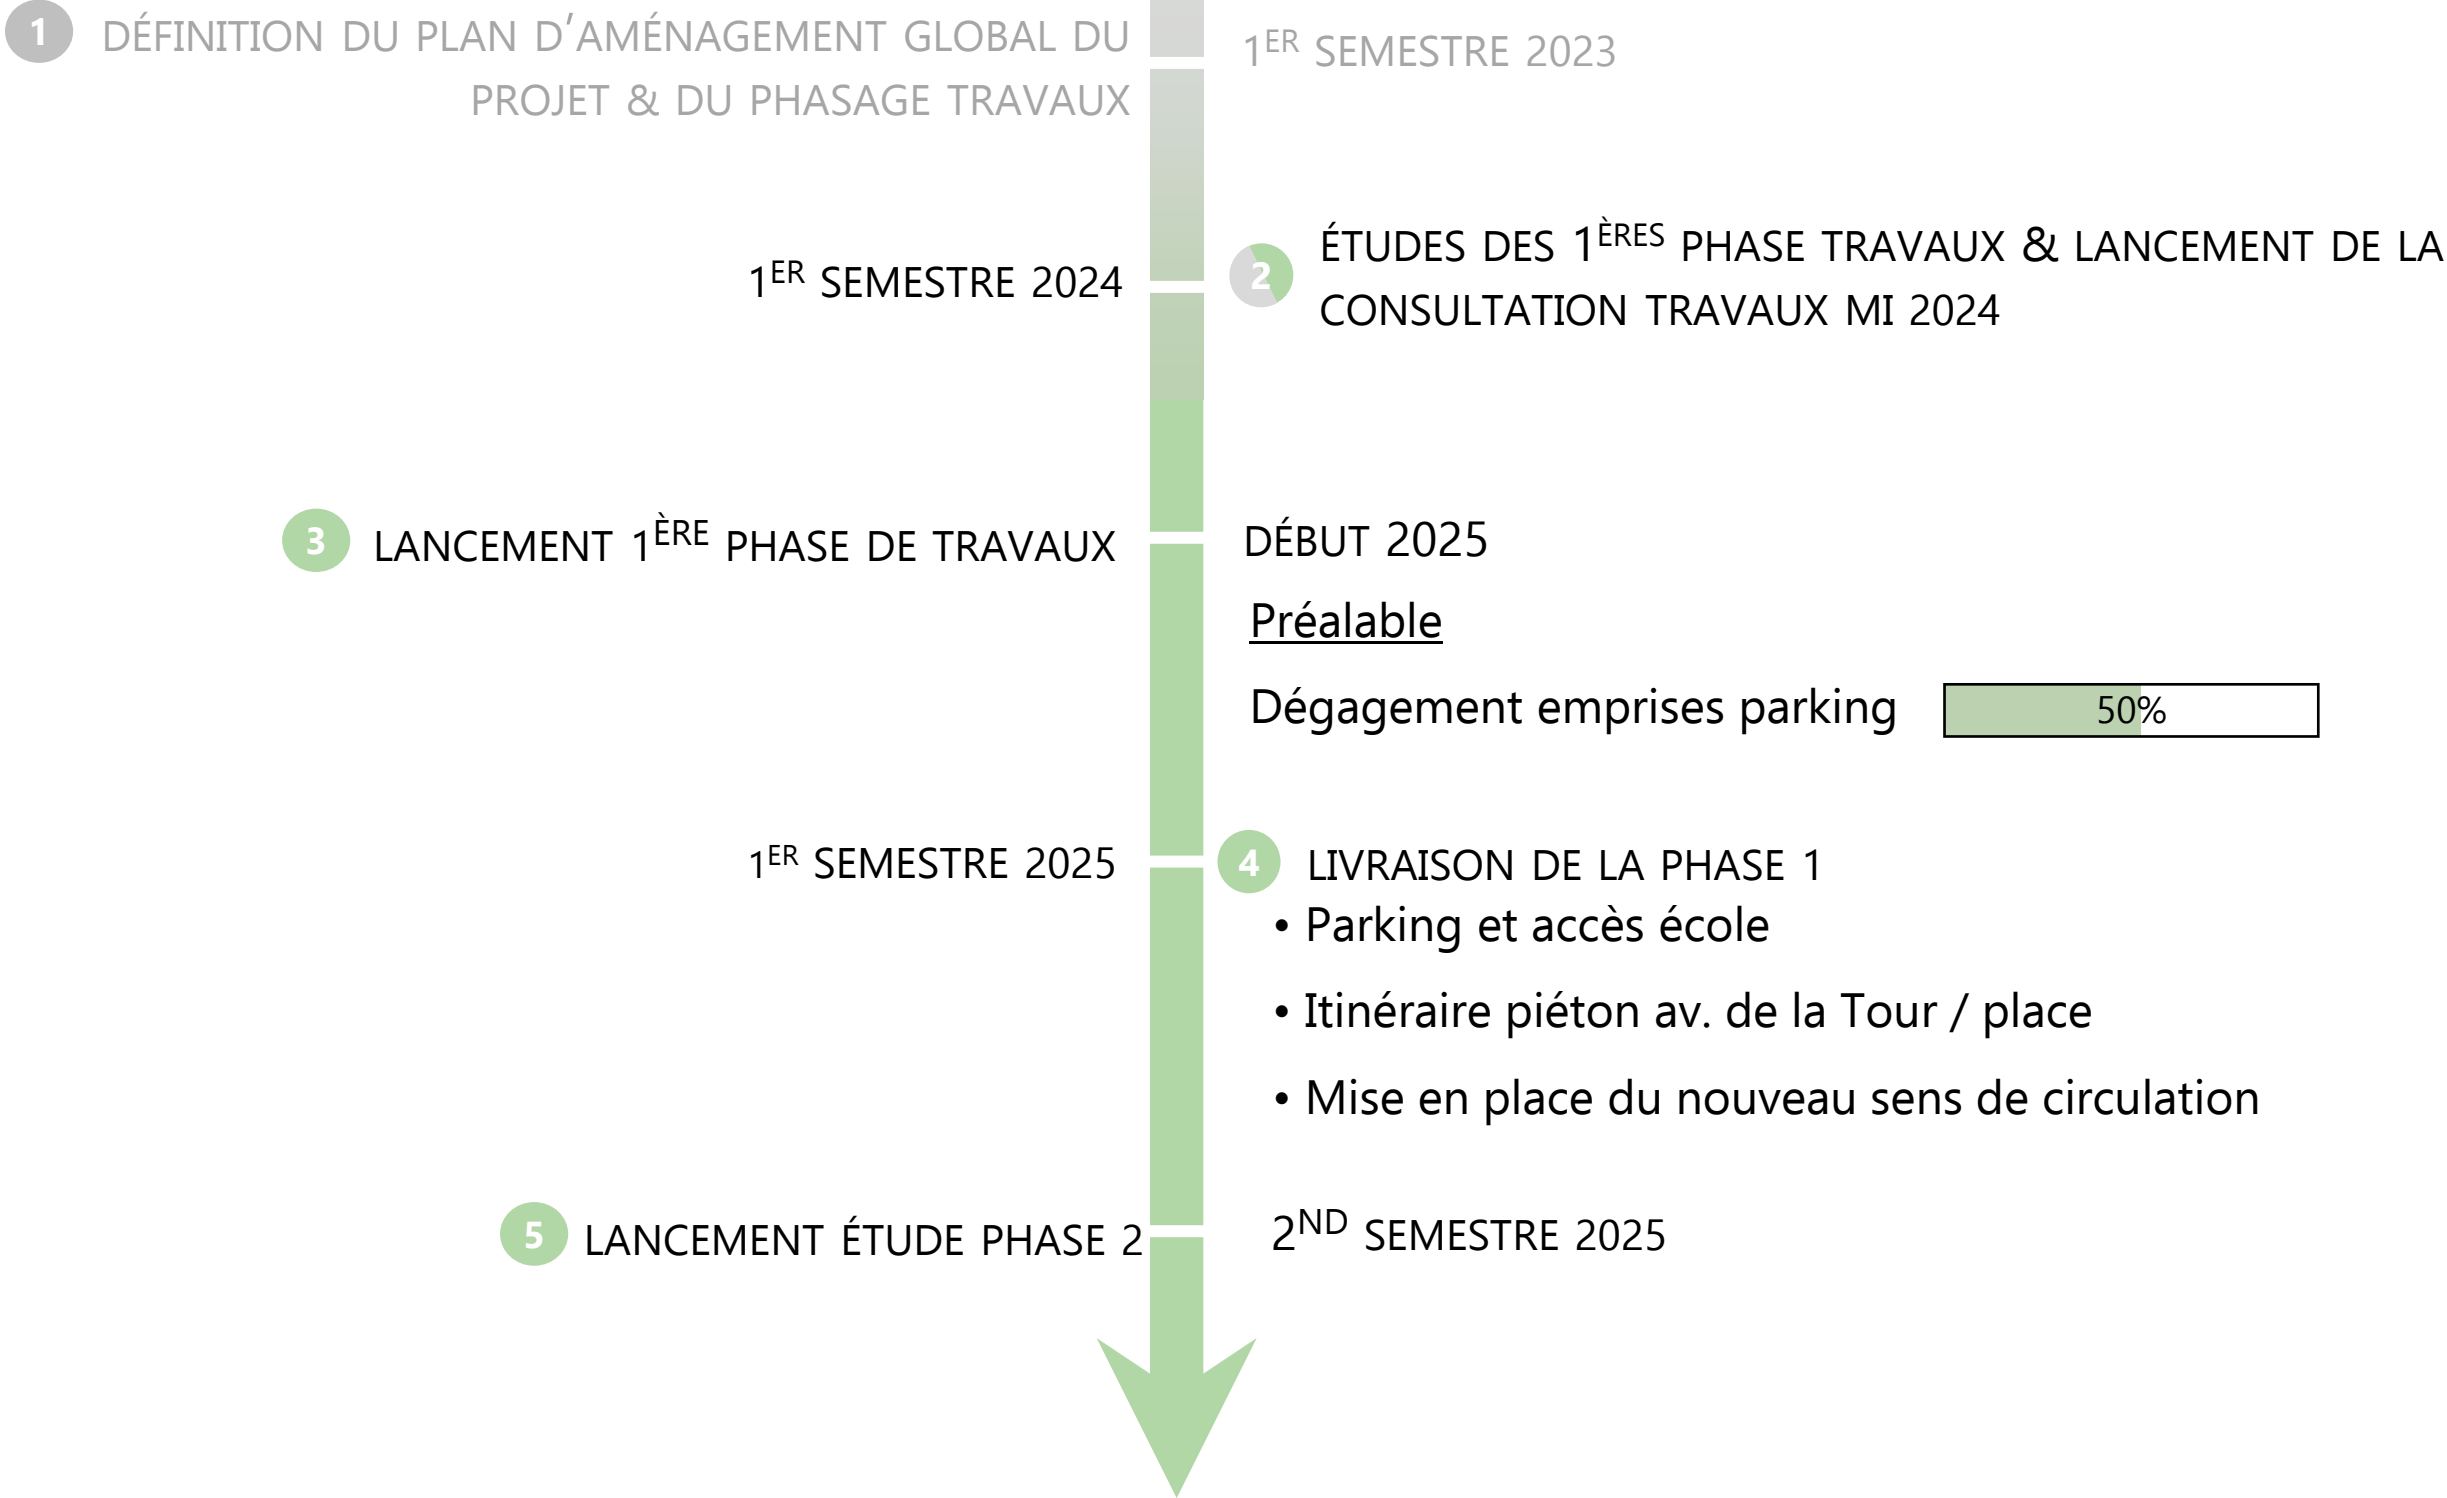 1 DÉFINITION DU PLAN D'AMÉNAGEMENT GLOBAL DU
PROJET & DU PHASAGE TRAVAUX
1ER SEMESTRE 2023
1ER SEMESTRE 2024
2 ÉTUDES DES 1ÈRES PHASE TRAVAUX & LANCEMENT DE LA
CONSULTATION TRAVAUX MI 2024
3 LANCEMENT 1ÈRE PHASE DE TRAVAUX
DÉBUT 2025
Préalable
Dégagement emprises parking 50%
1ER SEMESTRE 2025
4 LIVRAISON DE LA PHASE 1
• Parking et accès école
• Itinéraire piéton av. de la Tour / place
• Mise en place du nouveau sens de circulation
5 LANCEMENT ÉTUDE PHASE 2
2ND SEMESTRE 2025